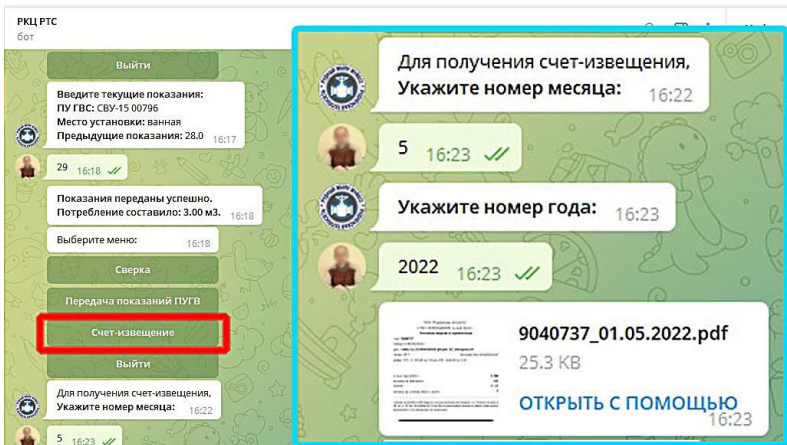 РКЦ РТС
бот
Выйти
Введите текущие показания:
ПУ ГВС: СВУ-15 00796
Место установки: ванная
Предыдущие показания: 28.0 16:17
29 16:18
Показания переданы успешно.
Потребление составило: 3.00 м3. 16:18
Выберите меню: 16:18
Сверка
Передача показаний ПУГВ
Счет-извещение
Выйти
Для получения счет-извещения,
Укажите номер месяца: 16:22
5 16:23
Для получения счет-извещения,
Укажите номер месяца: 16:22
5 16:23
Укажите номер года: 16:23
2022 16:23
9040737_01.05.2022.pdf
25.3 KB
ОТКРЫТЬ С ПОМОЩЬЮ
16:23